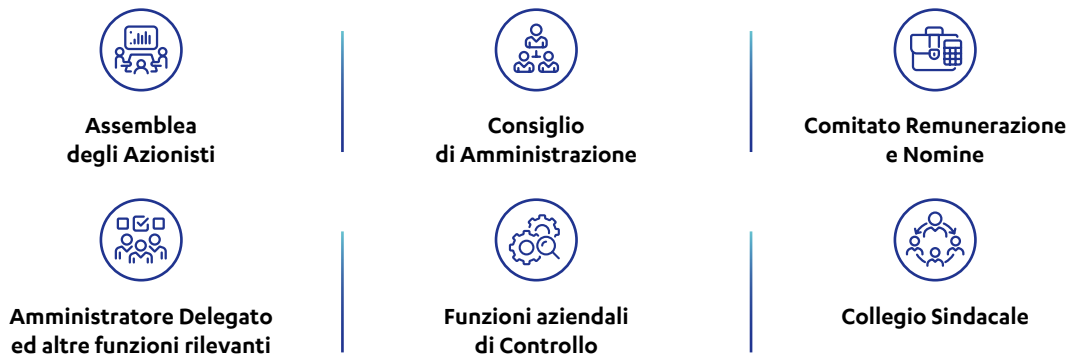 Assemblea
degli Azionisti
Consiglio
di Amministrazione
Comitato Remunerazione
e Nomine
Amministratore Delegato
ed altre funzioni rilevanti
Funzioni aziendali
di Controllo
Collegio Sindacale